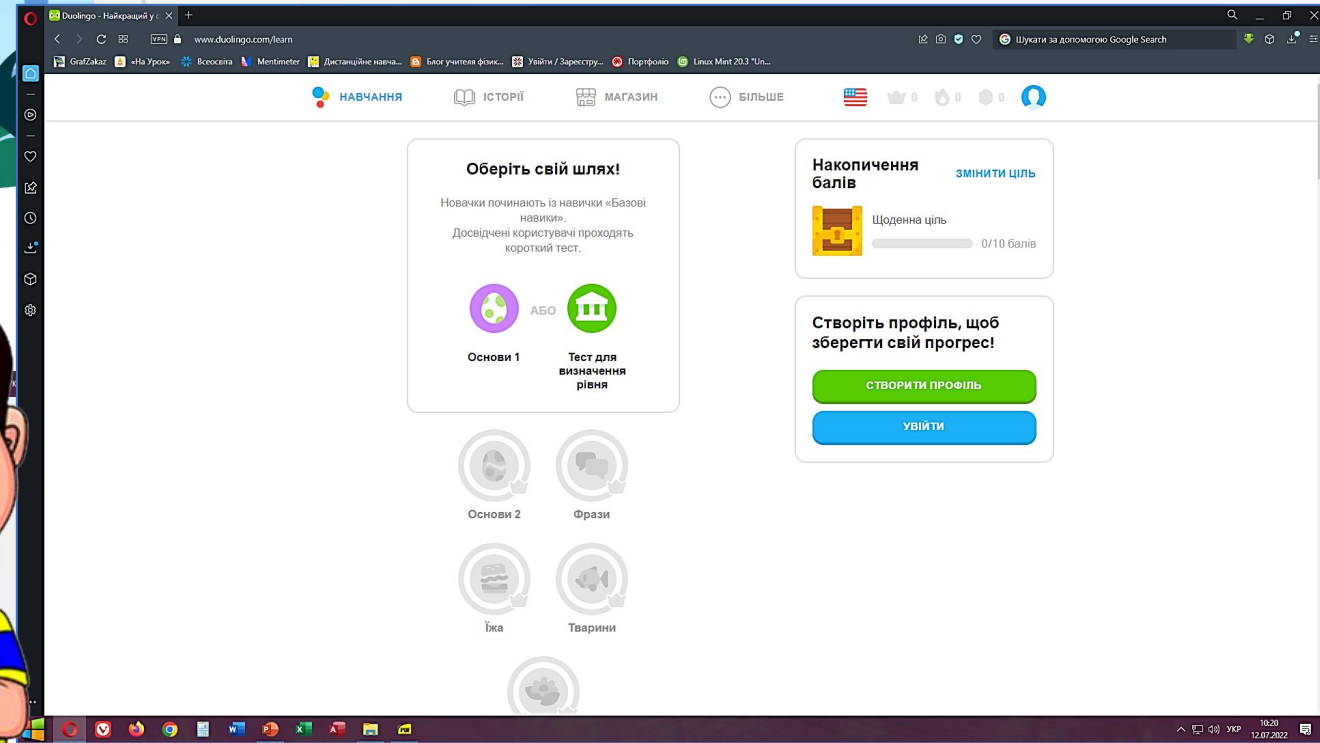 Duolingo - Найкращий у с
VPN
www.duolingo.com/learn
Шукати за допомогою Google Search
GrafZakaz
«На Урок»
Всеосвіта
Mentimeter
Дистанційне навча...
Блог учителя фізик...
Увійти / Зареєстру...
Портфоліо
Linux Mint 20.3 "Un...
НАВЧАННЯ
ІСТОРІЇ
МАГАЗИН
БІЛЬШЕ
0
0
0
Оберіть свій шлях!
Новачки починають із навички «Базові
навики».
Досвідчені користувачі проходять
короткий тест.
АБО
Основи 1
Тест для
визначення
рівня
Основи 2
Фрази
Їжа
Тварини
Накопичення
балів
ЗМІНИТИ ЦІЛЬ
Щоденна ціль
0/10 балів
Створіть профіль, щоб
зберегти свій прогрес!
СТВОРИТИ ПРОФІЛЬ
УВІЙТИ
УКР
10:20
12.07.2022